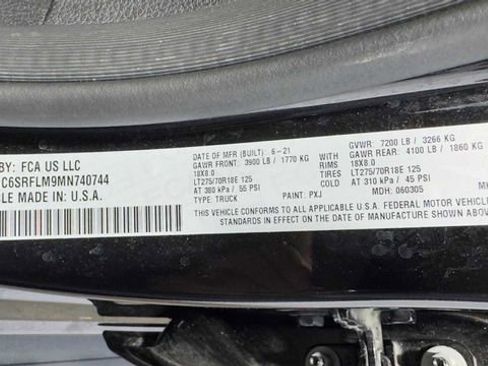 BY: FCA US LLC
C6SRFLM9MN740744
LE MADE IN: U.S.A.
DATE OF MFR (BUILT): 6-21
GAWR FRONT: 3900 LB / 1770 KG
18X8.0
LT275/70R18E 125
AT 380 kPa / 55 PSI
TYPE: TRUCK PAINT: PXJ
GVWR: 7200 LB / 3266 KG
GAWR REAR: 4100 LB / 1860 KG
18X8.0
RIMS
LT275/70R18E 125
AT 310 kPa / 45 PSI
MDH: 060305
THIS VEHICLE CONFORMS TO ALL APPLICABLE U.S.A. FEDERAL MOTOR VEHICLE
STANDARDS IN EFFECT ON THE DATE OF MANUFACTURE SHOWN ABOVE